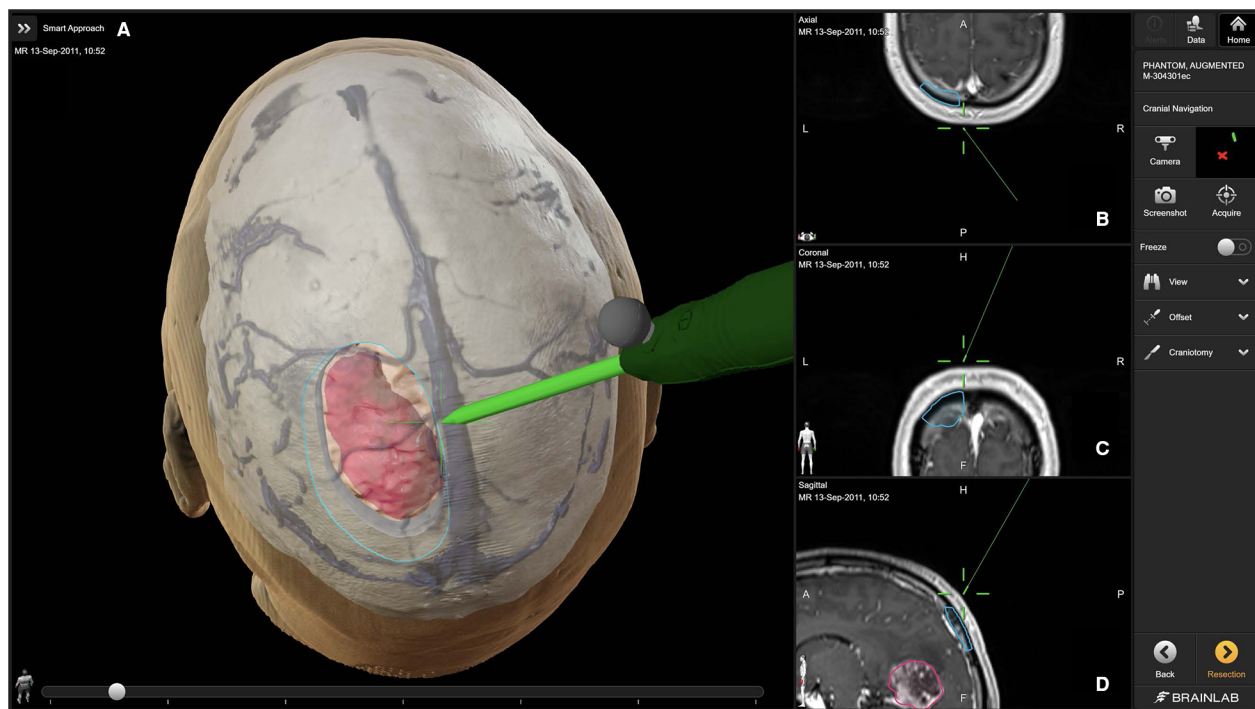 Smart Approach
A
MR 13-Sep-2011, 10:52
Axial
MR 13-Sep-2011, 10:52
A
L
R
P
B
Coronal
MR 13-Sep-2011, 10:52
H
L
R
F
C
Sagittal
MR 13-Sep-2011, 10:52
H
A
P
F
D
Data
Home
PHANTOM, AUGMENTED
M-304301ec
Cranial Navigation
Camera
Screenshot
Acquire
Freeze
View
Offset
Craniotomy
Back
Resection
BRAINLAB